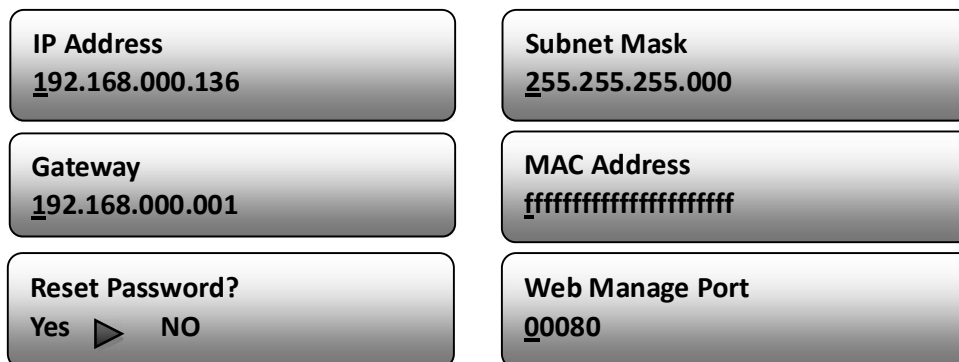 IP Address
192.168.000.136
Subnet Mask
255.255.255.000
Gateway
192.168.000.001
MAC Address
ffffffffffffffffffffff
Reset Password?
Yes NO
Web Manage Port
00080